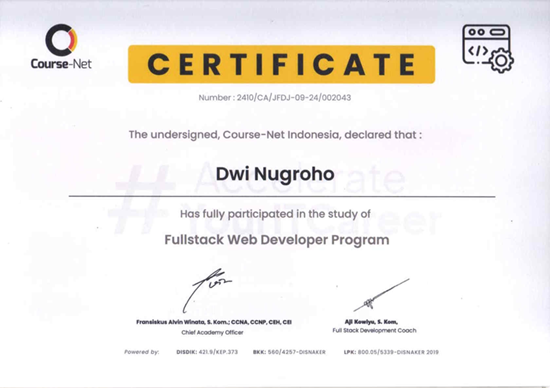 Course-Net
CERTIFICATE
Number : 2410/CA/JFDJ-09-24/002043
The undersigned, Course-Net Indonesia, declared that :
#Accelerate
YourITCareer
Dwi Nugroho
Has fully participated in the study of
Fullstack Web Developer Program
Fransiskus Alvin Winata, S. Kom.; CCNA, CCNP, CEH, CEI
Chief Academy Officer
Aji Kowiyu, S. Kom,
Full Stack Development Coach
Powered by: DISDIK: 421.9/KEP.373 BKK: 560/4257-DISNAKER LPK: 800.05/5339-DISNAKER 2019